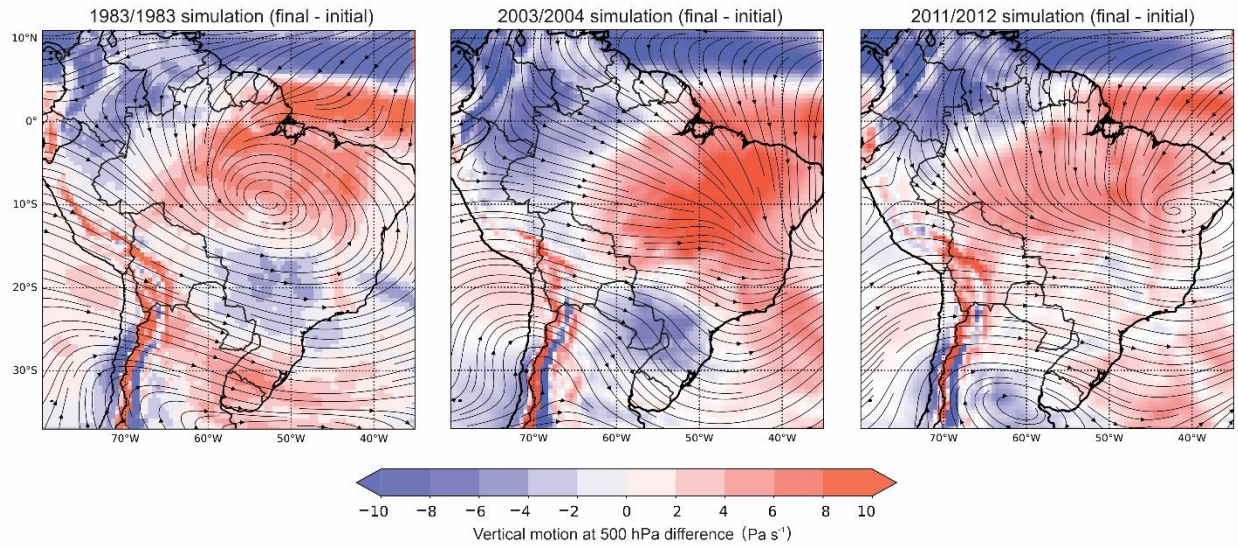 1983/1983 simulation (final - initial)
2003/2004 simulation (final - initial)
2011/2012 simulation (final - initial)
10°N
0°
10°S
20°S
30°S
70°W 60°W 50°W 40°W
70°W 60°W 50°W 40°W
70°W 60°W 50°W 40°W
−10 −8 −6 −4 −2 0 2 4 6 8 10
Vertical motion at 500 hPa difference (Pa s⁻¹)